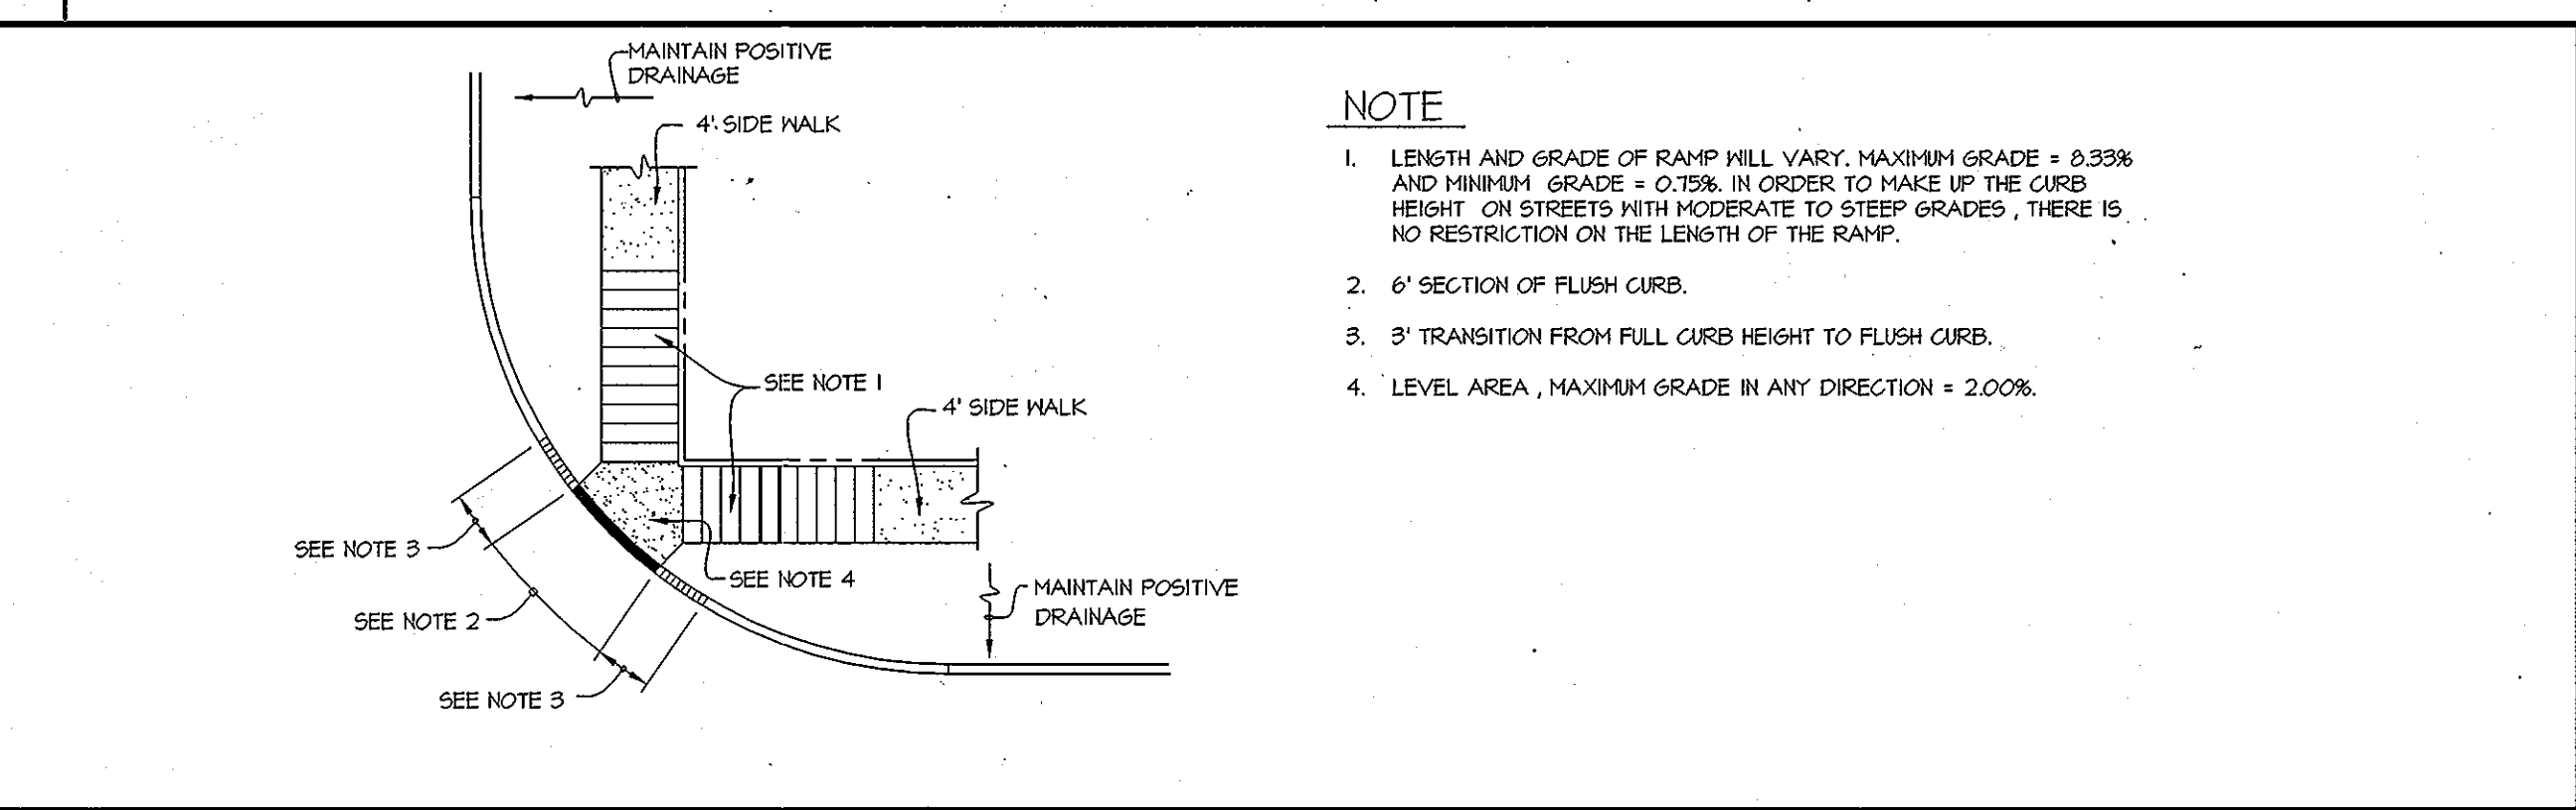 MAINTAIN POSITIVE
DRAINAGE
4'. SIDE WALK
SEE NOTE 1
4' SIDE WALK
SEE NOTE 3
SEE NOTE 4
SEE NOTE 2
MAINTAIN POSITIVE
DRAINAGE
SEE NOTE 3
NOTE
1. LENGTH AND GRADE OF RAMP WILL VARY. MAXIMUM GRADE = 8.33%
AND MINIMUM GRADE = 0.75%. IN ORDER TO MAKE UP THE CURB
HEIGHT ON STREETS WITH MODERATE TO STEEP GRADES , THERE IS
NO RESTRICTION ON THE LENGTH OF THE RAMP.
2. 6' SECTION OF FLUSH CURB.
3. 3' TRANSITION FROM FULL CURB HEIGHT TO FLUSH CURB.
4. LEVEL AREA , MAXIMUM GRADE IN ANY DIRECTION = 2.00%.